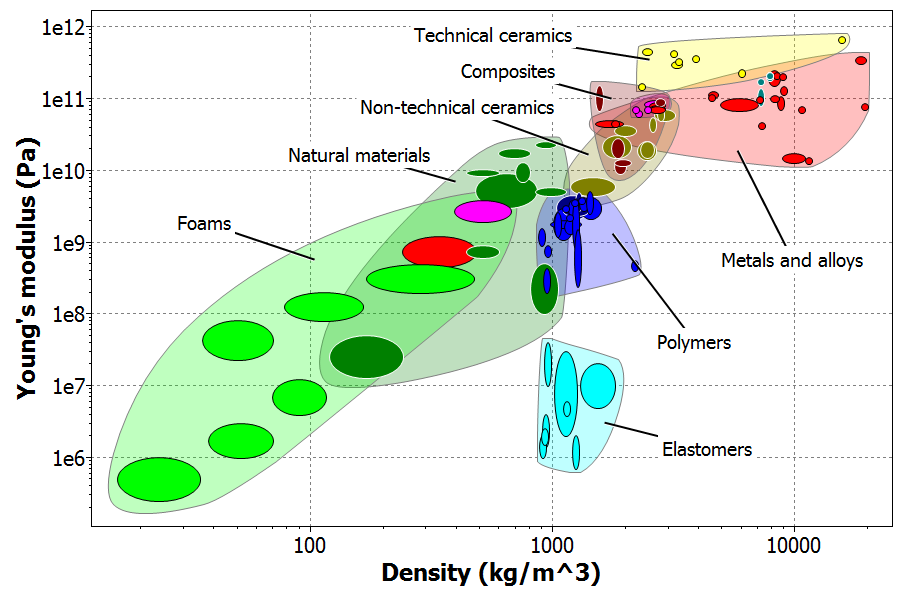 1e12
Technical ceramics
Composites
1e11
Non-technical ceramics
1e10
Natural materials
Foams
1e9
Metals and alloys
1e8
Polymers
1e7
Elastomers
1e6
Young's modulus (Pa)
100
1000
10000
Density (kg/m^3)